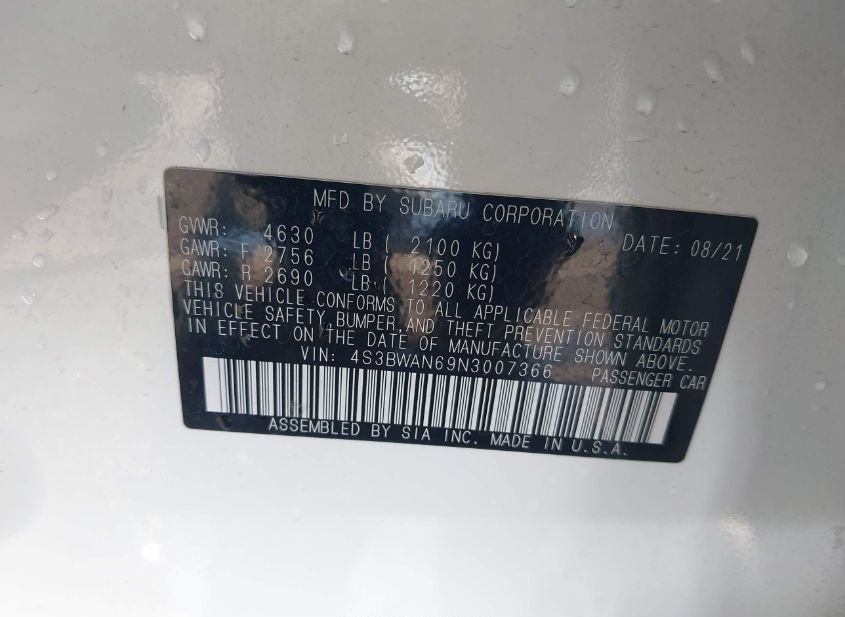 MFD BY SUBARU CORPORATION
DATE: 08/21
GVWR: 4630 LB ( 2100 KG)
GAWR: F 2756 LB ( 1250 KG)
GAWR: R 2690 LB ( 1220 KG)
THIS VEHICLE CONFORMS TO ALL APPLICABLE FEDERAL MOTOR
VEHICLE SAFETY, BUMPER, AND THEFT PREVENTION STANDARDS
IN EFFECT ON THE DATE OF MANUFACTURE SHOWN ABOVE.
VIN: 4S3BWAN69N3007366 PASSENGER CAR
ASSEMBLED BY SIA INC. MADE IN U.S.A.